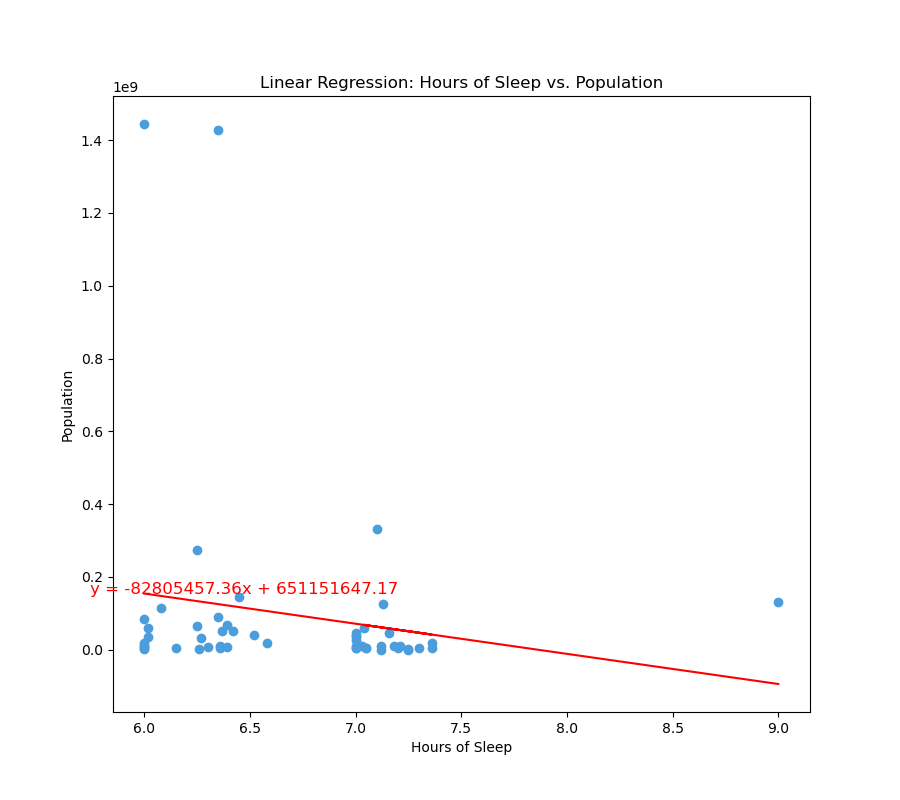 Linear Regression: Hours of Sleep vs. Population
1e9
1.4
1.2
1.0
0.8
0.6
0.4
0.2
0.0
y = -82805457.36x + 651151647.17
Population
6.0 6.5 7.0 7.5 8.0 8.5 9.0
Hours of Sleep